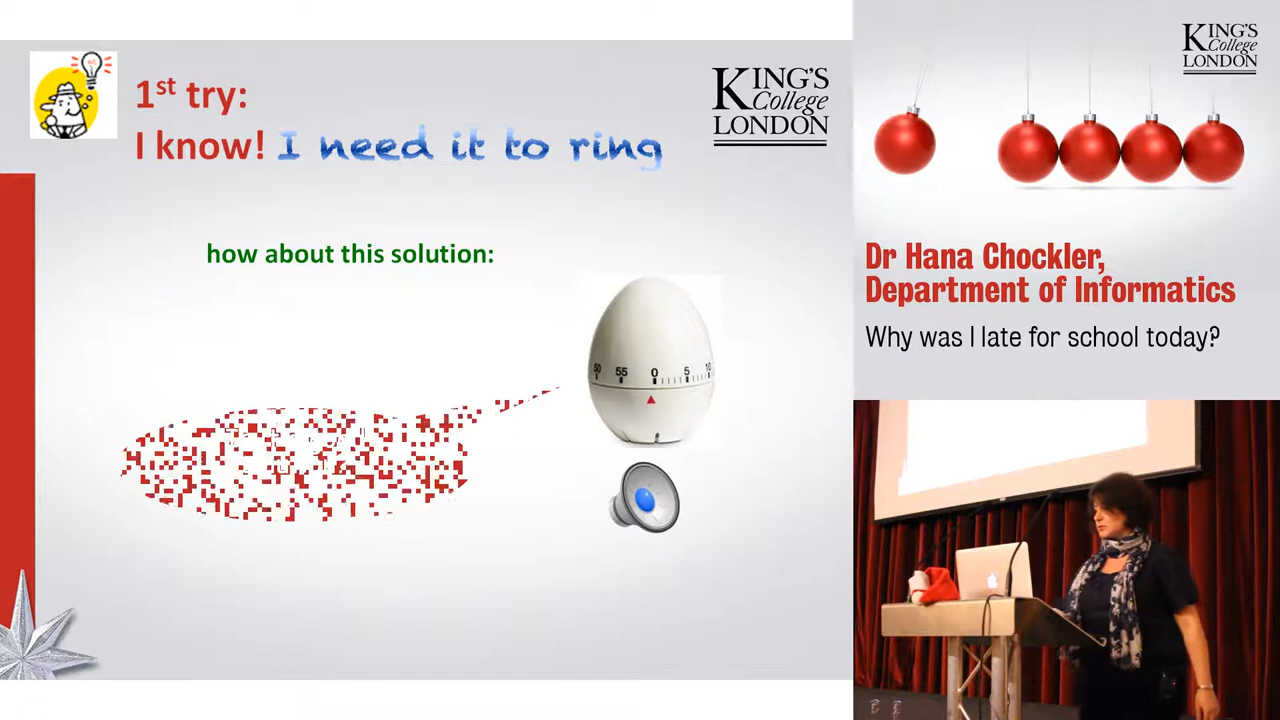 1st try:
I know! I need it to ring
KING'S
College
LONDON
how about this solution:
50 55 0 5 10
KING'S
College
LONDON
Dr Hana Chockler,
Department of Informatics
Why was I late for school today?